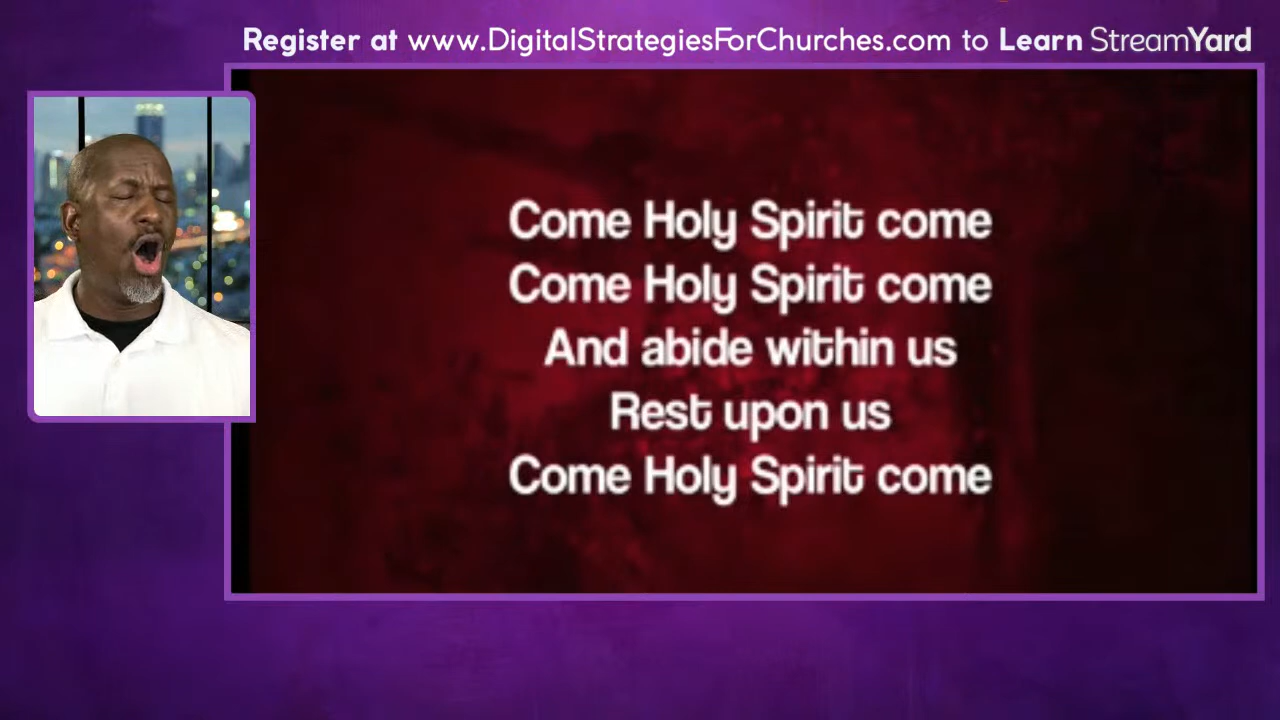 Register at www.DigitalStrategiesForChurches.com to Learn StreamYard
Come Holy Spirit come
Come Holy Spirit come
And abide within us
Rest upon us
Come Holy Spirit come